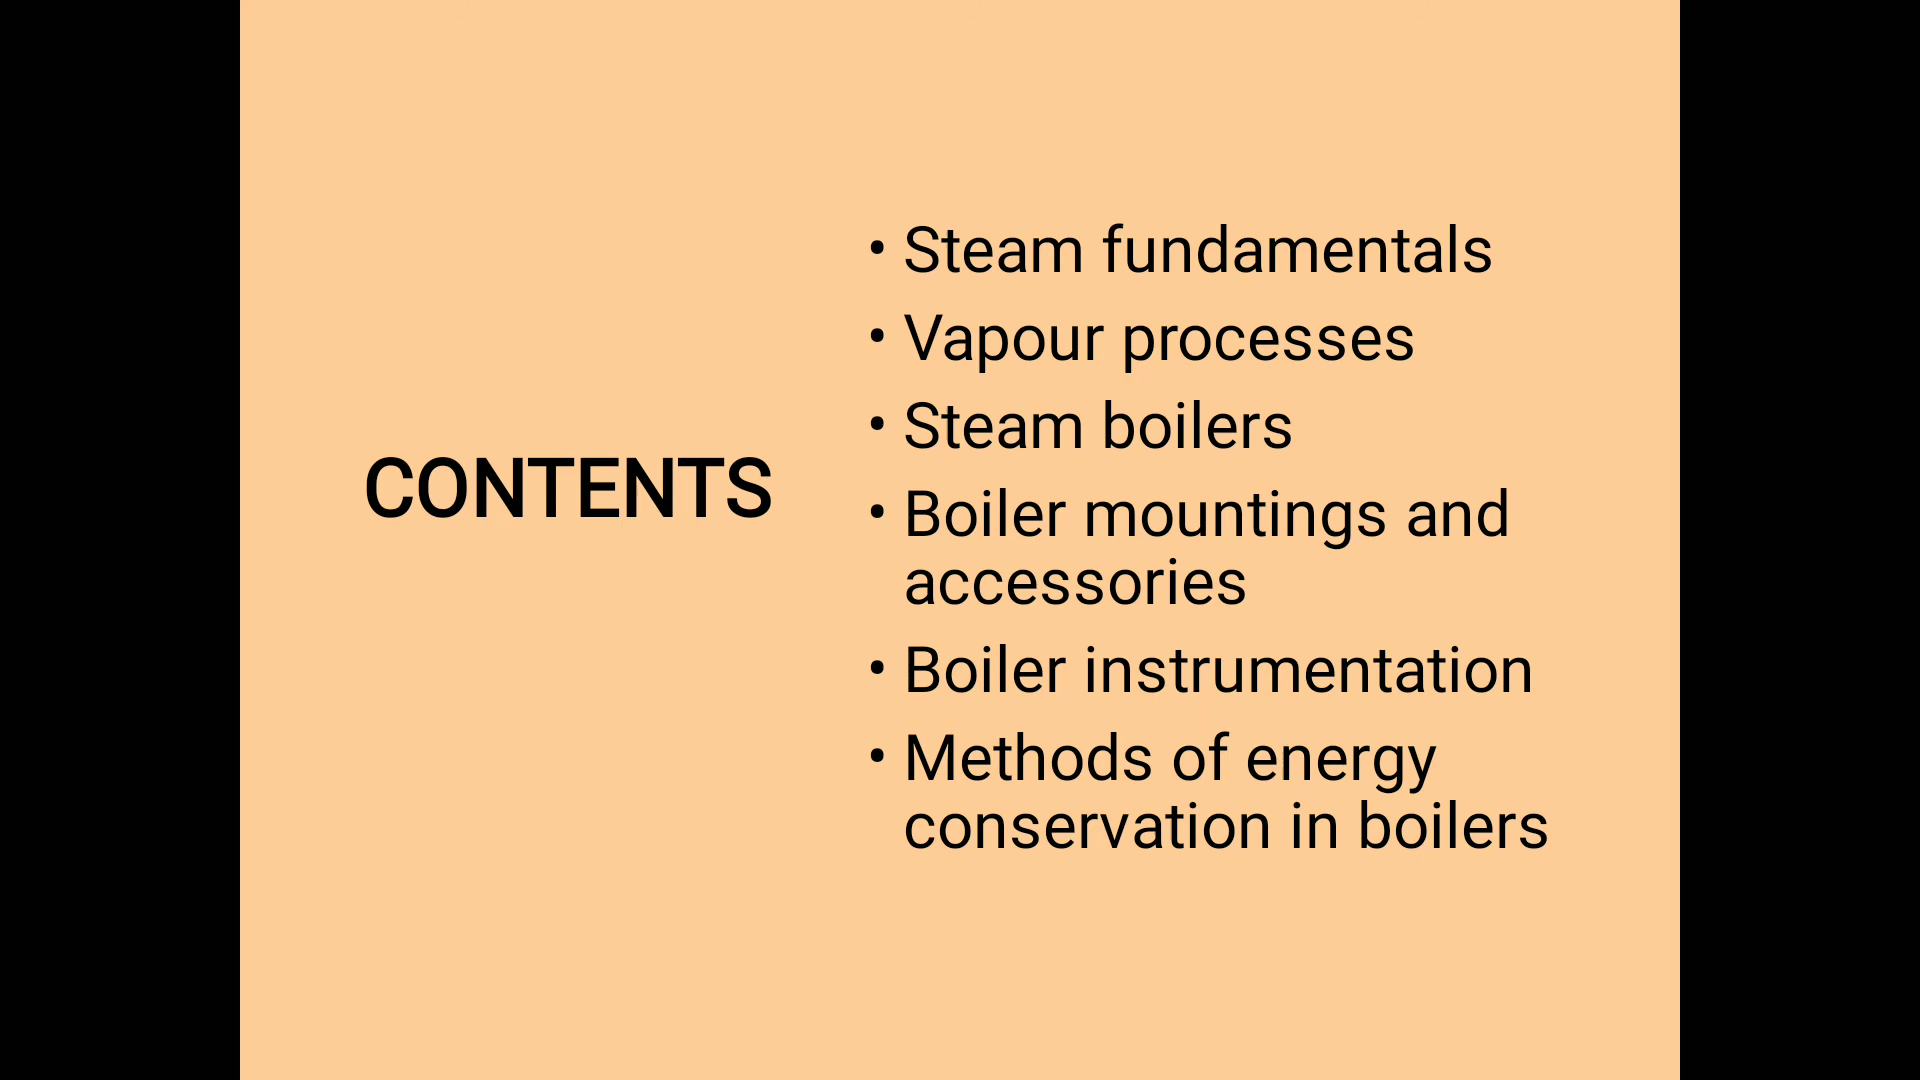 CONTENTS
• Steam fundamentals
• Vapour processes
• Steam boilers
• Boiler mountings and
accessories
• Boiler instrumentation
• Methods of energy
conservation in boilers